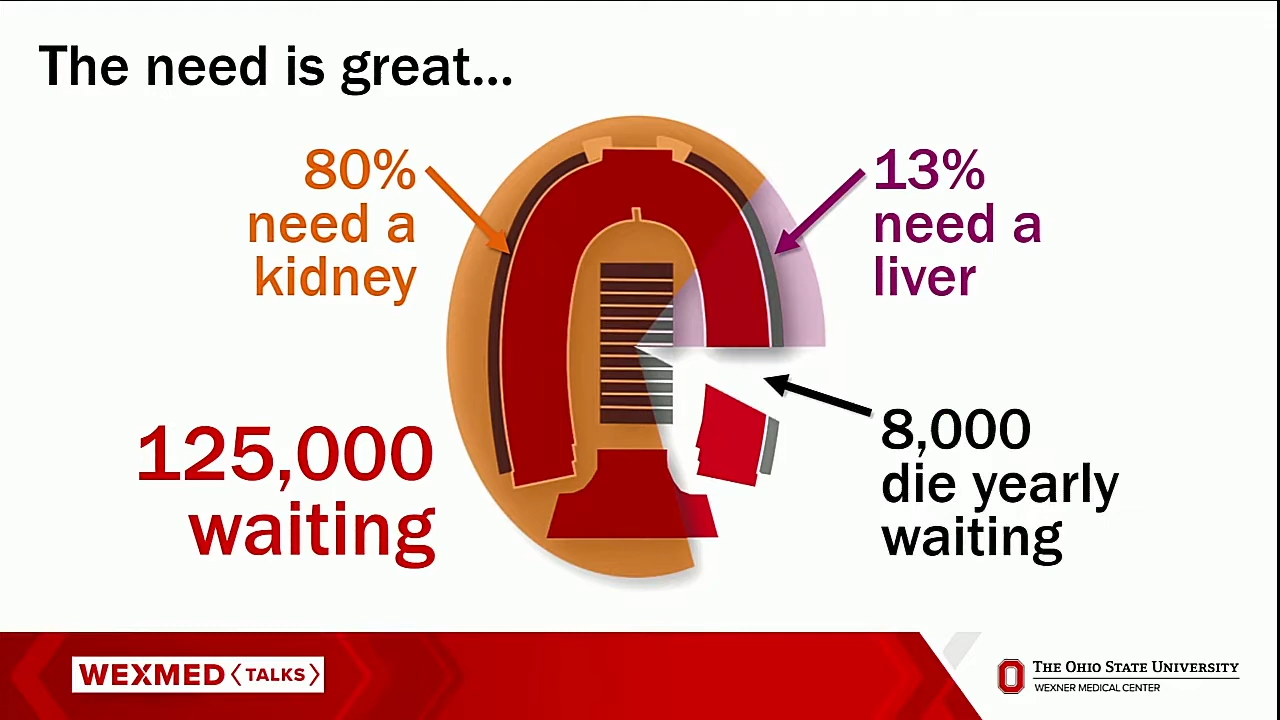 The need is great...
80%
need a
kidney
13%
need a
liver
125,000
waiting
8,000
die yearly
waiting
WEXMED <TALKS>
THE OHIO STATE UNIVERSITY
WEXNER MEDICAL CENTER